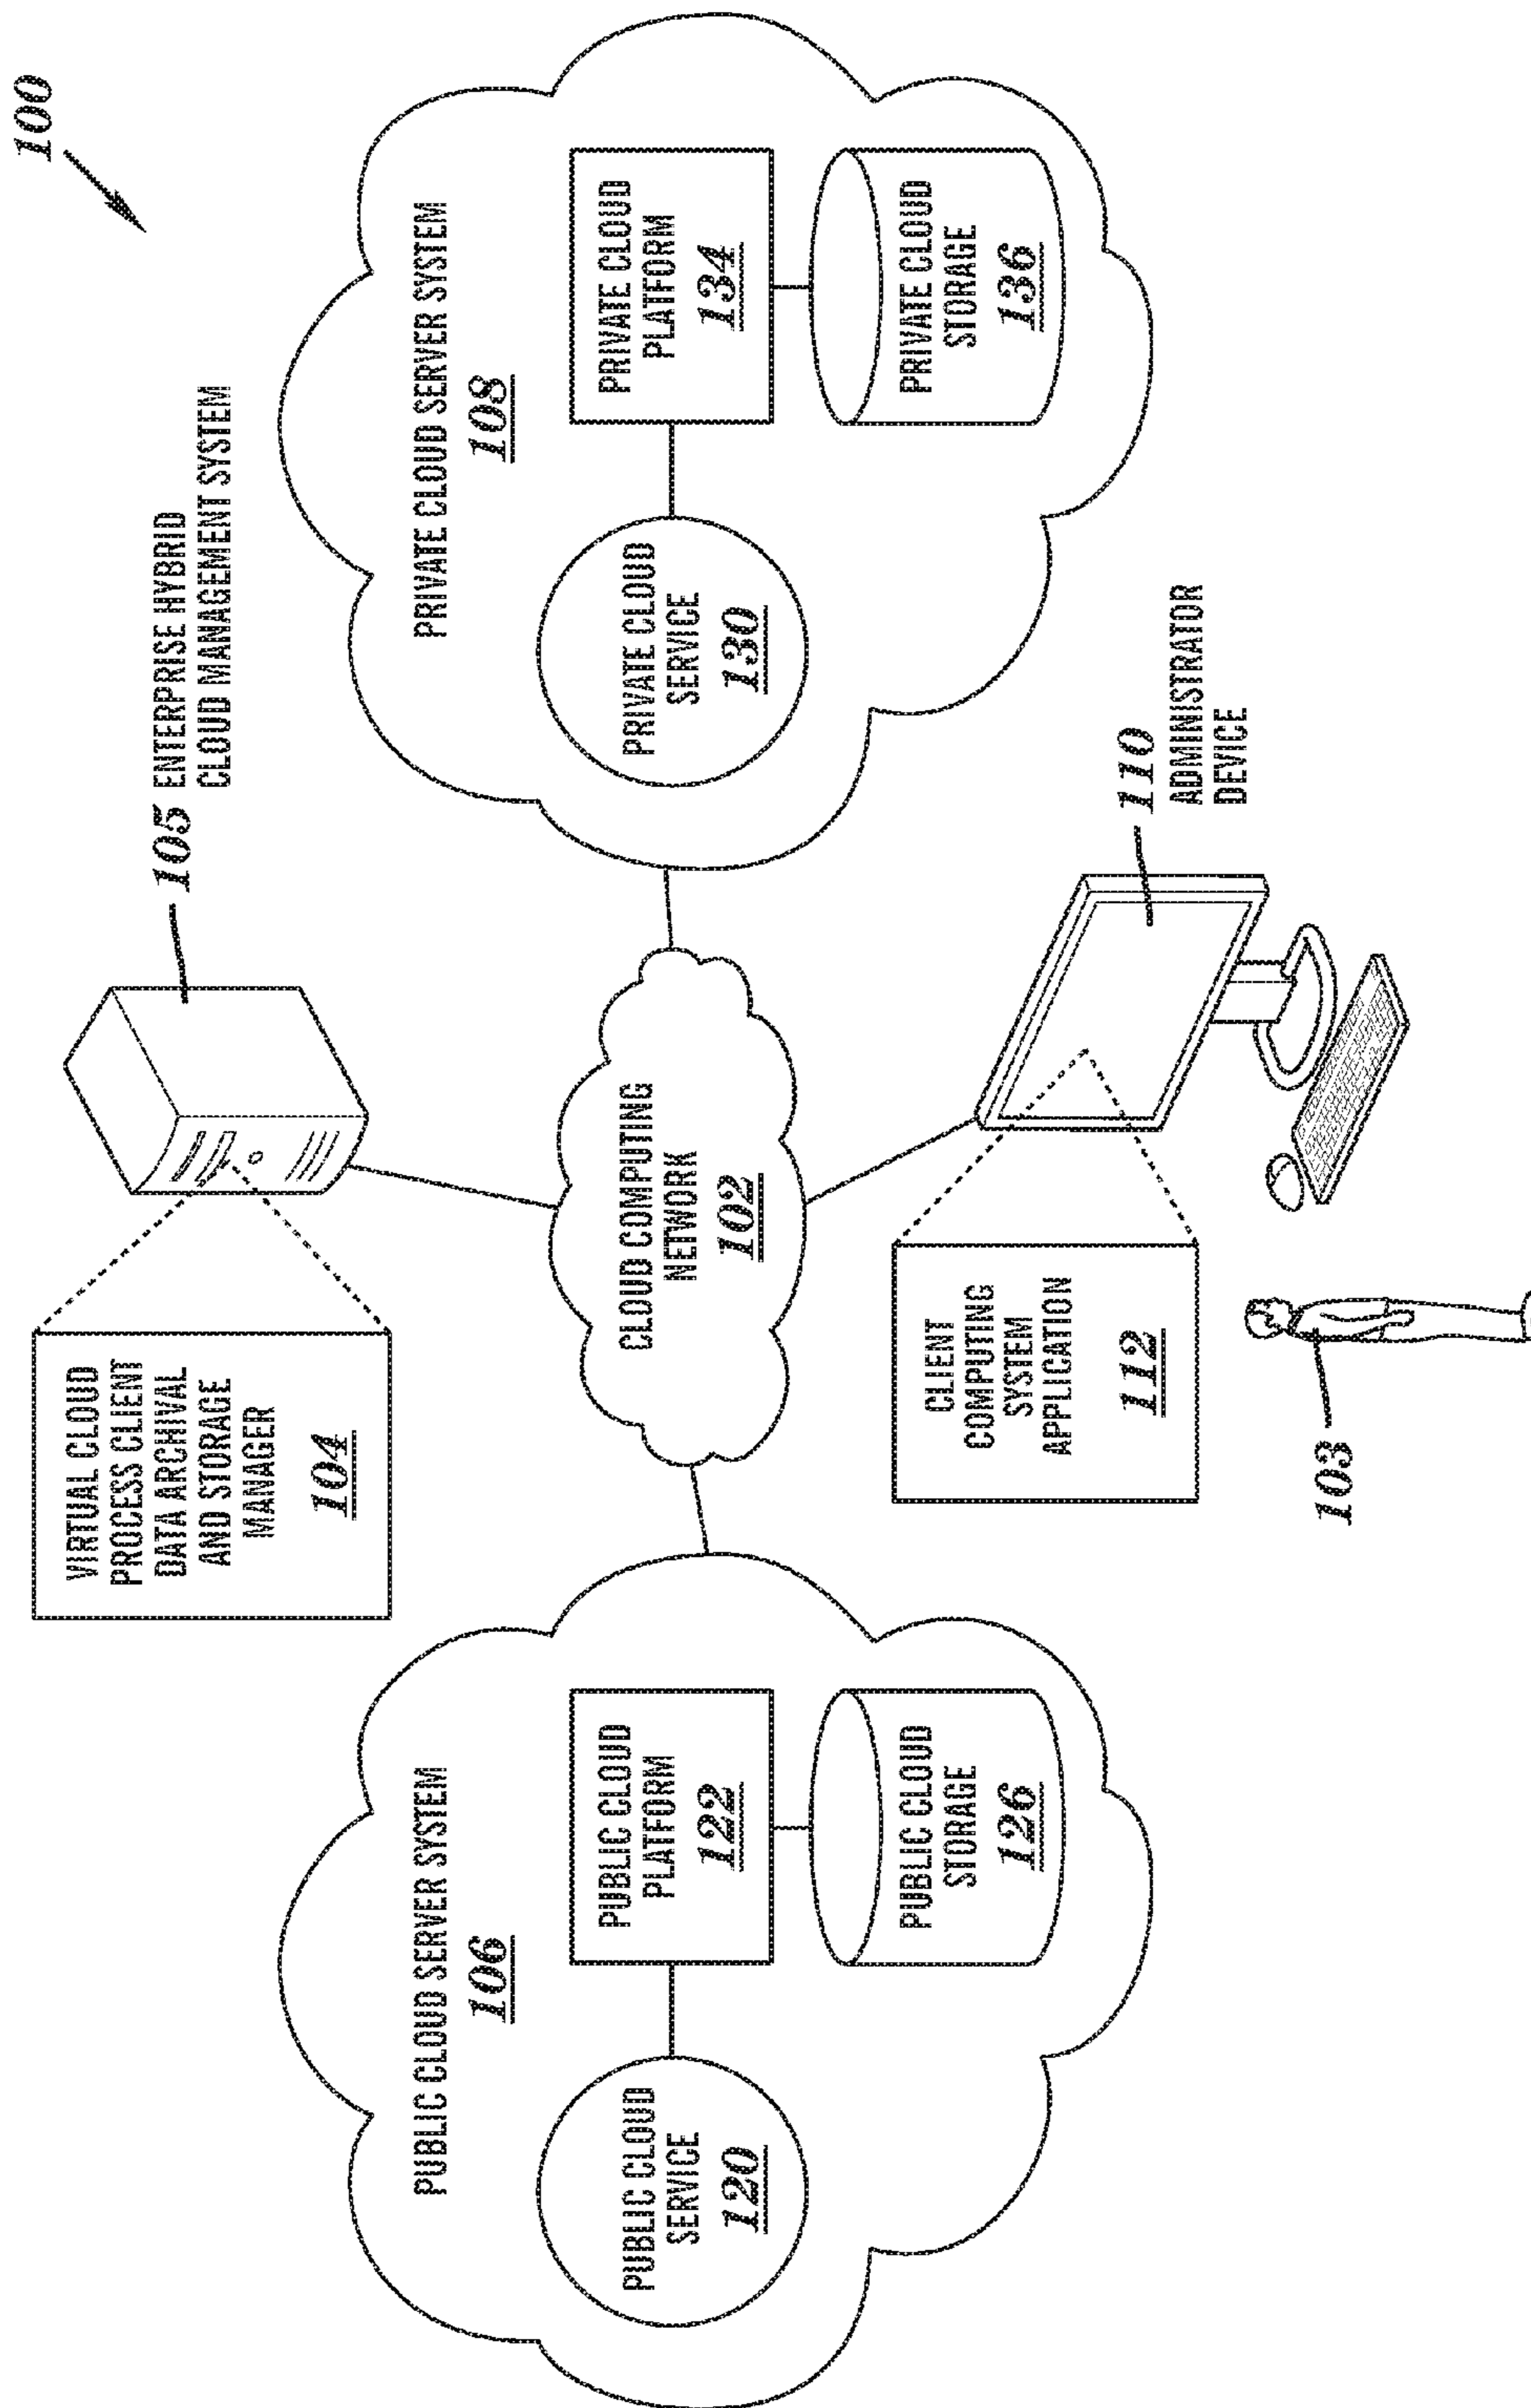 100
VIRTUAL CLOUD
PROCESS CLIENT
DATA ARCHIVAL
AND STORAGE
MANAGER
104
105 ENTERPRISE HYBRID
CLOUD MANAGEMENT SYSTEM
PUBLIC CLOUD SERVER SYSTEM
106
PUBLIC CLOUD
SERVICE
120
PUBLIC CLOUD
PLATFORM
122
PUBLIC CLOUD
STORAGE
126
CLOUD COMPUTING
NETWORK
102
PRIVATE CLOUD SERVER SYSTEM
108
PRIVATE CLOUD
SERVICE
130
PRIVATE CLOUD
PLATFORM
134
PRIVATE CLOUD
STORAGE
136
CLIENT
COMPUTING
SYSTEM
APPLICATION
112
103
110
ADMINISTRATOR
DEVICE